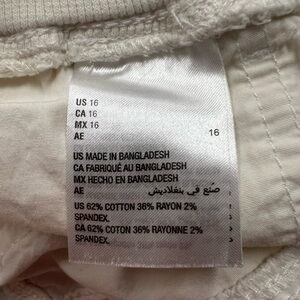 US 16
CA 16
MX 16
AE 16
US MADE IN BANGLADESH
CA FABRIQUÉ AU BANGLADESH
MX HECHO EN BANGLADESH
AE صنع في بنغلاديش
US 62% COTTON 36% RAYON 2%
SPANDEX.
CA 62% COTON 36% RAYONNE 2%
SPANDEX.